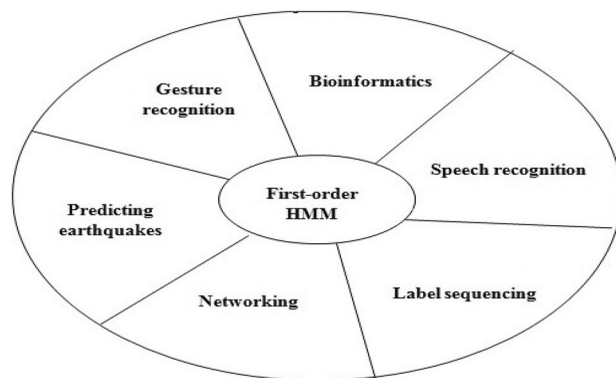 Gesture
recognition
Bioinformatics
Speech recognition
First-order
HMM
Predicting
earthquakes
Networking
Label sequencing